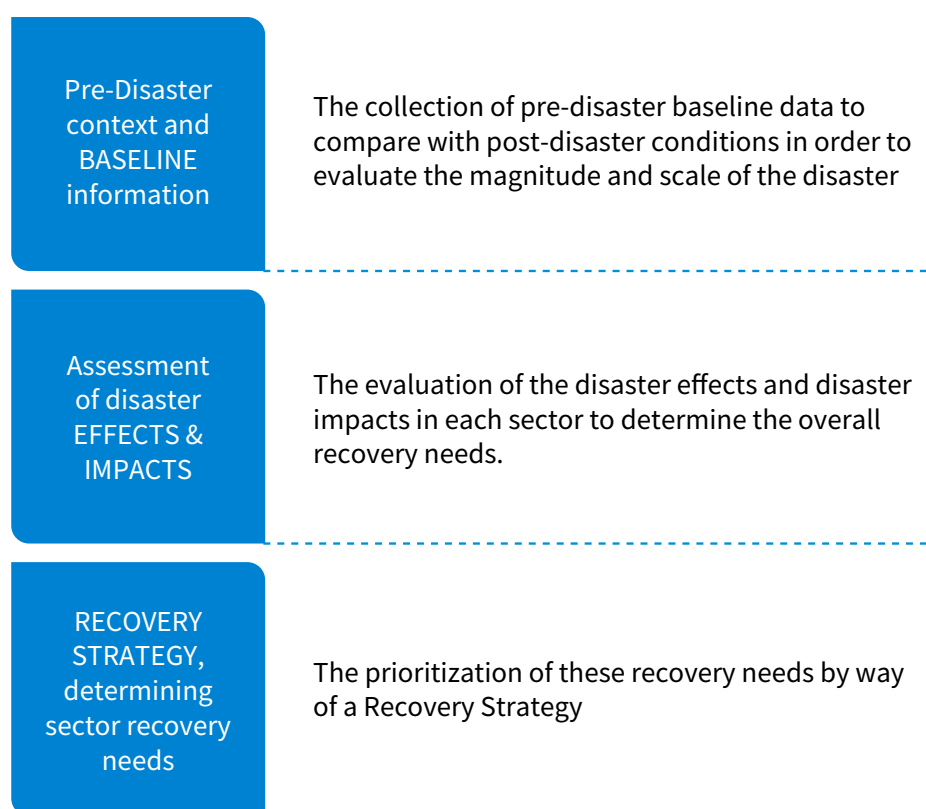 Pre-Disaster
context and
BASELINE
information
The collection of pre-disaster baseline data to
compare with post-disaster conditions in order to
evaluate the magnitude and scale of the disaster
Assessment
of disaster
EFFECTS &
IMPACTS
The evaluation of the disaster effects and disaster
impacts in each sector to determine the overall
recovery needs.
RECOVERY
STRATEGY,
determining
sector recovery
needs
The prioritization of these recovery needs by way
of a Recovery Strategy